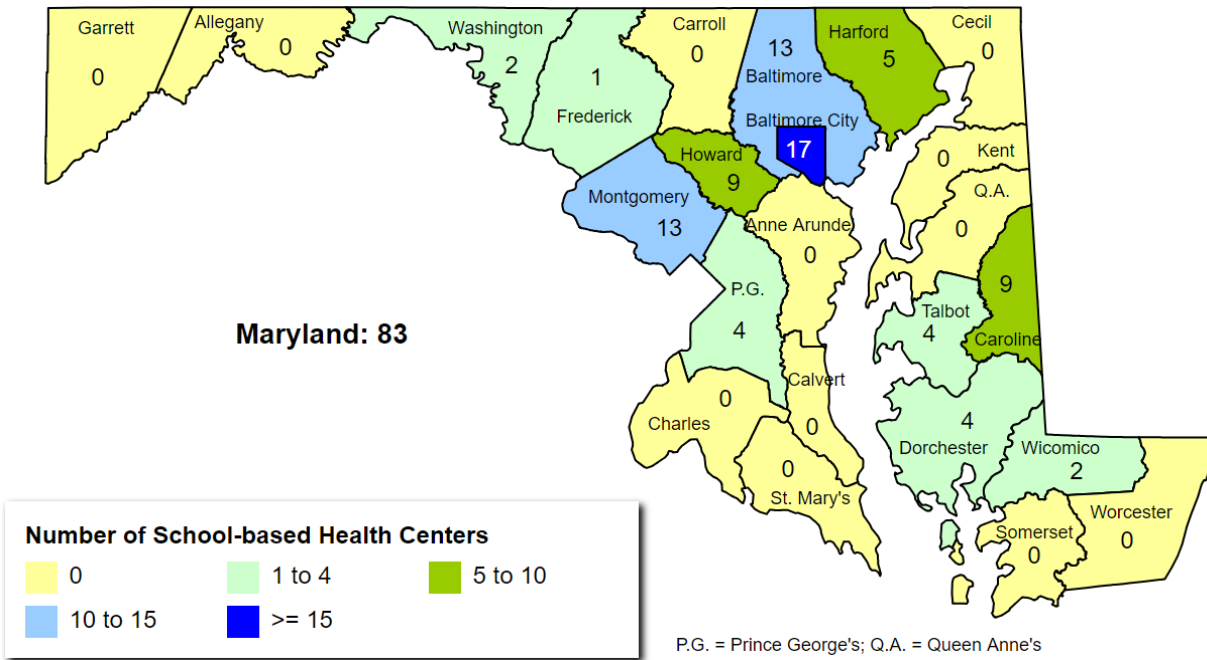 Garrett
0
Allegany
0
Washington
2
1
Frederick
Carroll
0
13
Baltimore
Baltimore City
17
Harford
5
Cecil
0
0
Kent
Q.A.
0
Howard
9
Montgomery
13
Anne Arunde
0
P.G.
4
9
Caroline
Talbot
4
Maryland: 83
Calvert
0
0
Charles
0
St. Mary's
4
Dorchester
Wicomico
2
Somerset
0
Worcester
0
Number of School-based Health Centers
0
1 to 4
5 to 10
10 to 15
>= 15
P.G. = Prince George's; Q.A. = Queen Anne's